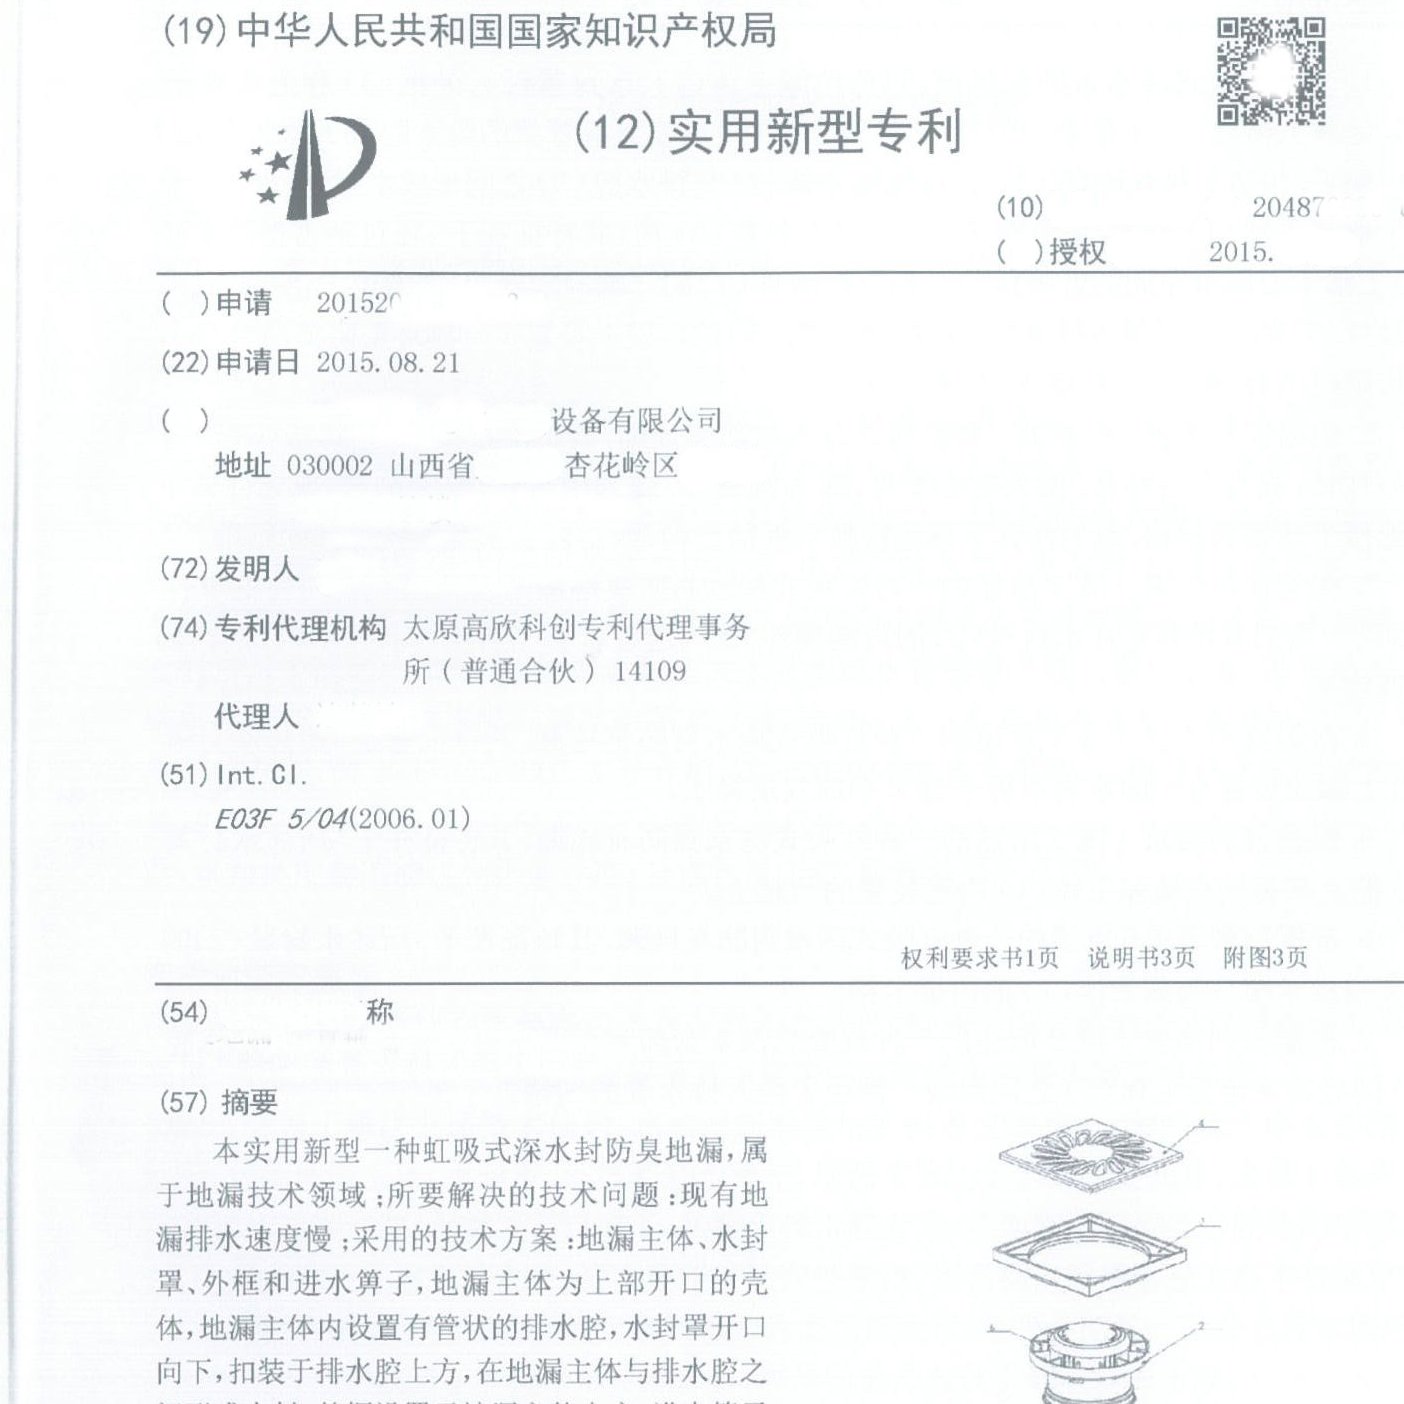 (19)中华人民共和国国家知识产权局
(12)实用新型专利
(10) 20487
( )授权 2015.
( )申请 20152
(22)申请日 2015.08.21
( ) 设备有限公司
地址 030002 山西省 杏花岭区
(72)发明人
(74)专利代理机构 太原高欣科创专利代理事务
所(普通合伙) 14109
代理人
(51)Int.Cl.
E03F 5/04(2006.01)
权利要求书1页 说明书3页 附图3页
(54) 称
(57) 摘要
本实用新型一种虹吸式深水封防臭地漏,属
于地漏技术领域;所要解决的技术问题:现有地
漏排水速度慢;采用的技术方案:地漏主体、水封
罩、外框和进水箅子,地漏主体为上部开口的壳
体,地漏主体内设置有管状的排水腔,水封罩开口
向下,扣装于排水腔上方,在地漏主体与排水腔之
4
2